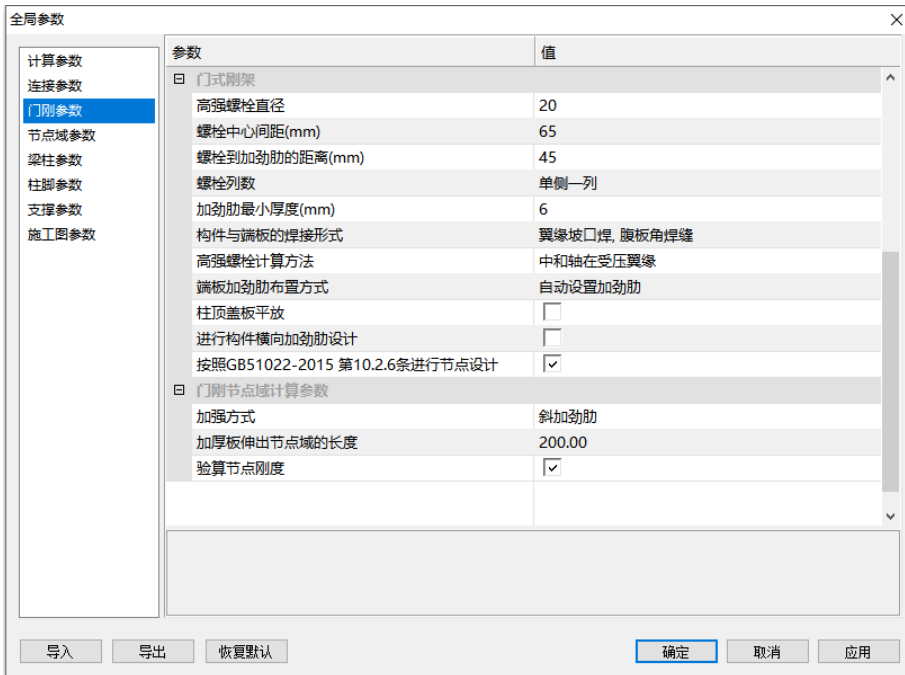 全局参数
计算参数
连接参数
门刚参数
节点域参数
梁柱参数
柱脚参数
支撑参数
施工图参数
参数 值
门式刚架
高强螺栓直径 20
螺栓中心间距(mm) 65
螺栓到加劲肋的距离(mm) 45
螺栓列数 单侧一列
加劲肋最小厚度(mm) 6
构件与端板的焊接形式 翼缘坡口焊, 腹板角焊缝
高强螺栓计算方法 中和轴在受压翼缘
端板加劲肋布置方式 自动设置加劲肋
柱顶盖板平放
进行构件横向加劲肋设计
按照GB51022-2015 第10.2.6条进行节点设计
门刚节点域计算参数
加强方式 斜加劲肋
加厚板伸出节点域的长度 200.00
验算节点刚度
导入 导出 恢复默认 确定 取消 应用